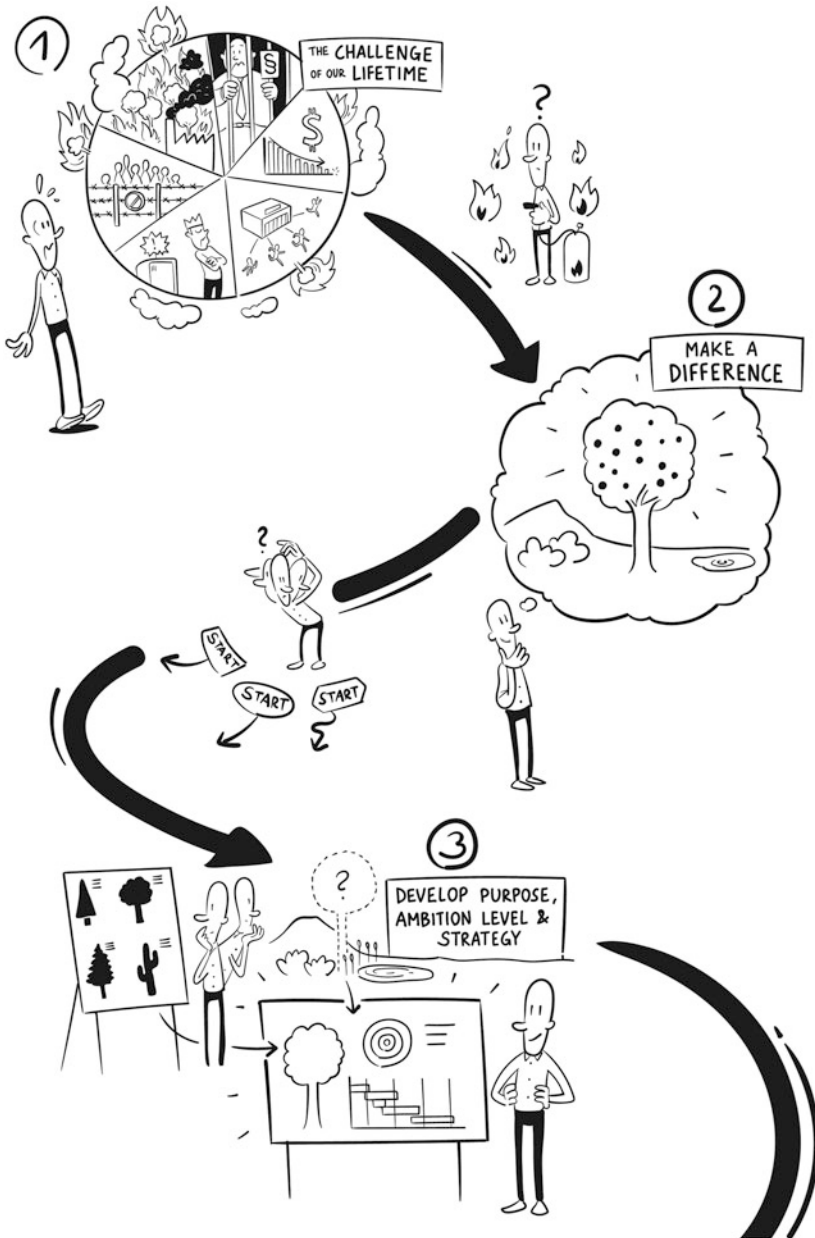 1
THE CHALLENGE
OF OUR LIFETIME
§
$
?
2
MAKE A
DIFFERENCE
?
START
START
START
3
?
DEVELOP PURPOSE,
AMBITION LEVEL &
STRATEGY